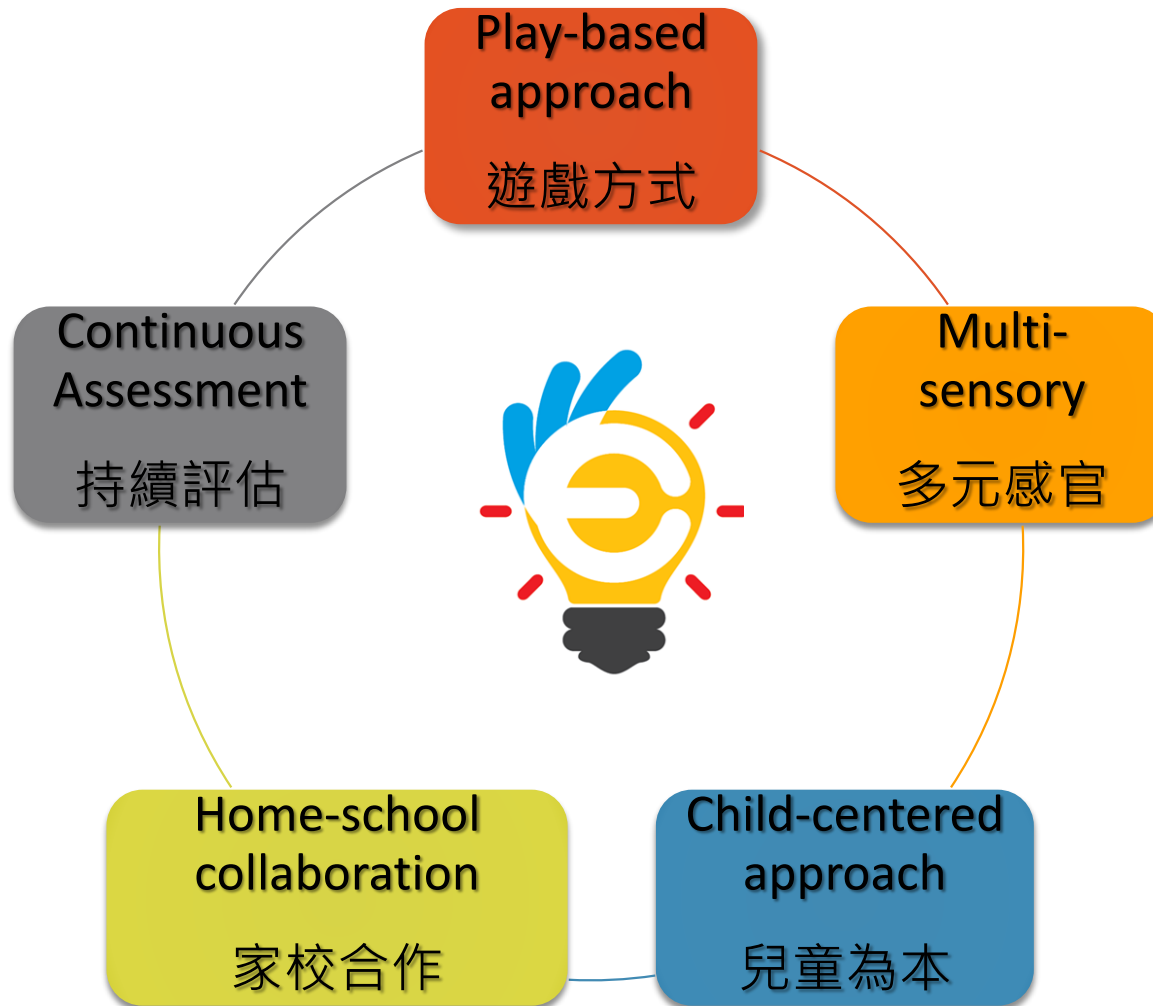 Play-based
approach
遊戲方式
Multi-
sensory
多元感官
Child-centered
approach
兒童為本
Home-school
collaboration
家校合作
Continuous
Assessment
持續評估